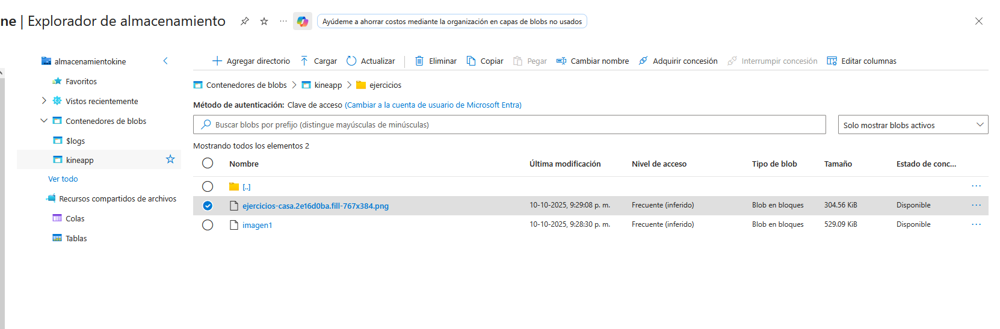 ne | Explorador de almacenamiento ... Ayúdeme a ahorrar costos mediante la organización en capas de blobs no usados
almacenamientokine
Favoritos
Vistos recientemente
Contenedores de blobs
$logs
kineapp
Ver todo
Recursos compartidos de archivos
Colas
Tablas
Agregar directorio Cargar Actualizar Eliminar Copiar Pegar Cambiar nombre Adquirir concesión Interrumpir concesión Editar columnas
Contenedores de blobs > kineapp > ejercicios
Método de autenticación: Clave de acceso (Cambiar a la cuenta de usuario de Microsoft Entra)
Buscar blobs por prefijo (distingue mayúsculas de minúsculas) Solo mostrar blobs activos
Mostrando todos los elementos 2
Nombre Última modificación Nivel de acceso Tipo de blob Tamaño Estado de conc...
[..] ...
ejercicios-casa.2e16d0ba.fill-767x384.png 10-10-2025, 9:29:08 p. m. Frecuente (inferido) Blob en bloques 304.56 KiB Disponible ...
imagen1 10-10-2025, 9:28:30 p. m. Frecuente (inferido) Blob en bloques 529.09 KiB Disponible ...